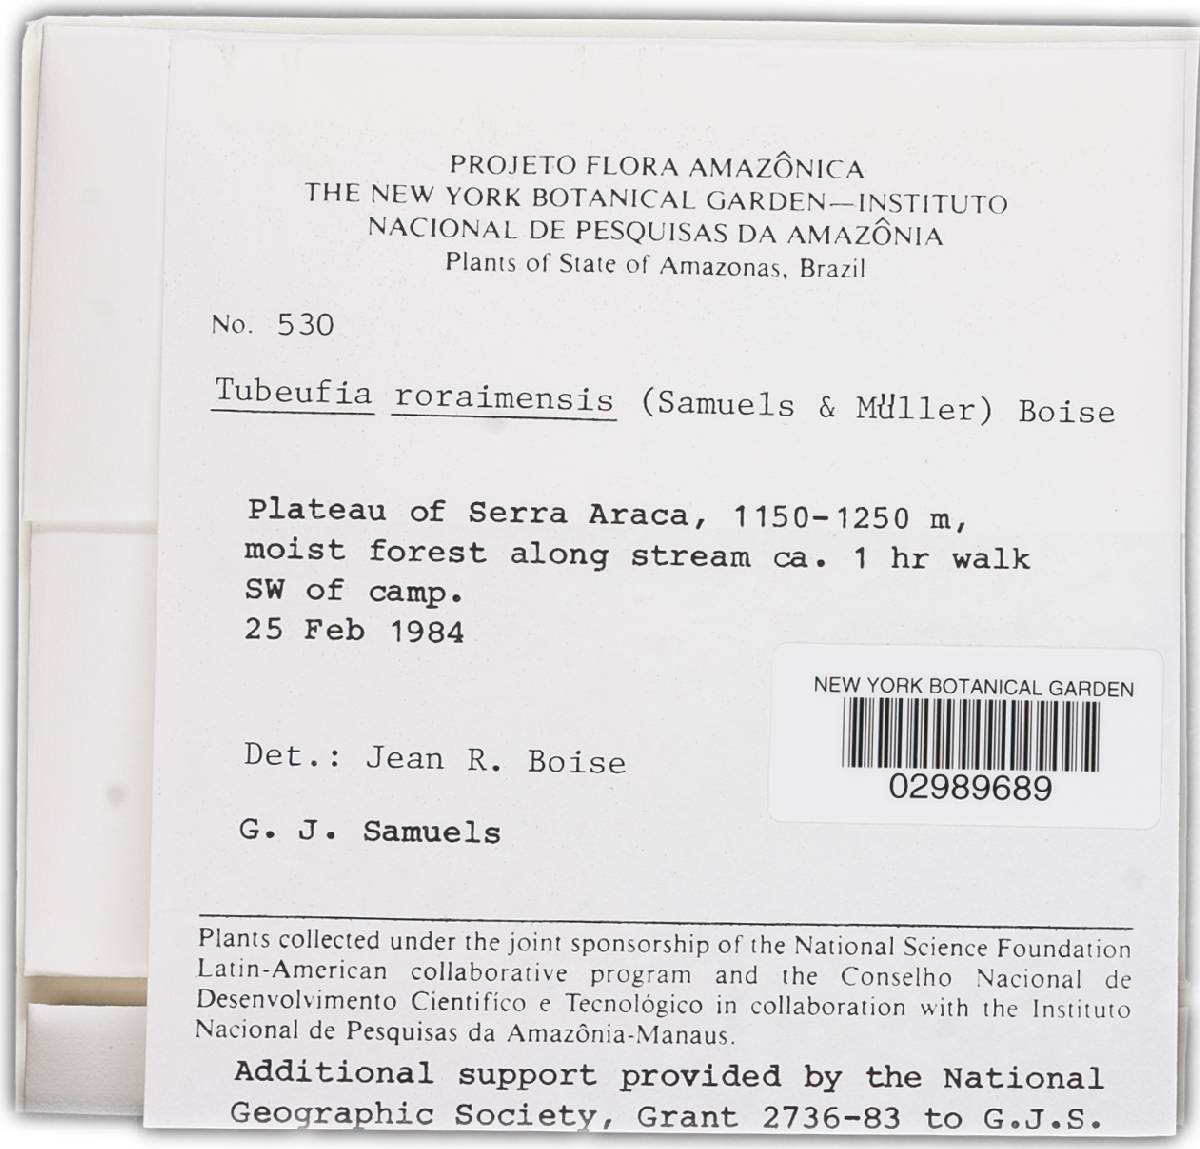 PROJETO FLORA AMAZÔNICA
THE NEW YORK BOTANICAL GARDEN—INSTITUTO
NACIONAL DE PESQUISAS DA AMAZÔNIA
Plants of State of Amazonas, Brazil
No. 530
Tubeufia roraimensis (Samuels & Müller) Boise
Plateau of Serra Araca, 1150-1250 m,
moist forest along stream ca. 1 hr walk
SW of camp.
25 Feb 1984
NEW YORK BOTANICAL GARDEN
02989689
Det.: Jean R. Boise
G. J. Samuels
Plants collected under the joint sponsorship of the National Science Foundation
Latin-American collaborative program and the Conselho Nacional de
Desenvolvimento Científico e Tecnológico in collaboration with the Instituto
Nacional de Pesquisas da Amazônia-Manaus.
Additional support provided by the National
Geographic Society, Grant 2736-83 to G.J.S.